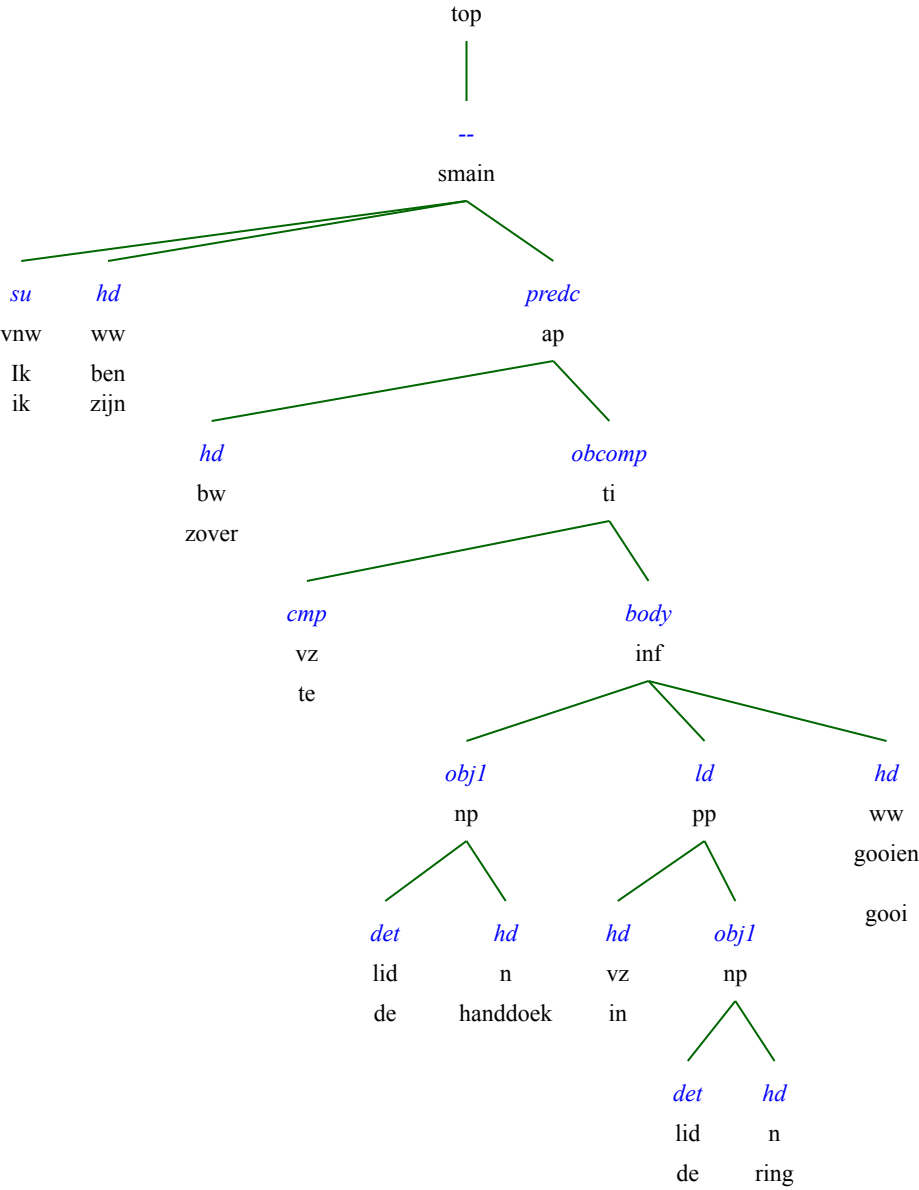 top
--
smain
su hd predc
vnw ww ap
Ik ben
ik zijn
hd obcomp
bw ti
zover
cmp body
vz inf
te
obj1 ld hd
np pp ww
gooien
gooi
det hd hd obj1
lid n vz np
de handdoek in
det hd
lid n
de ring